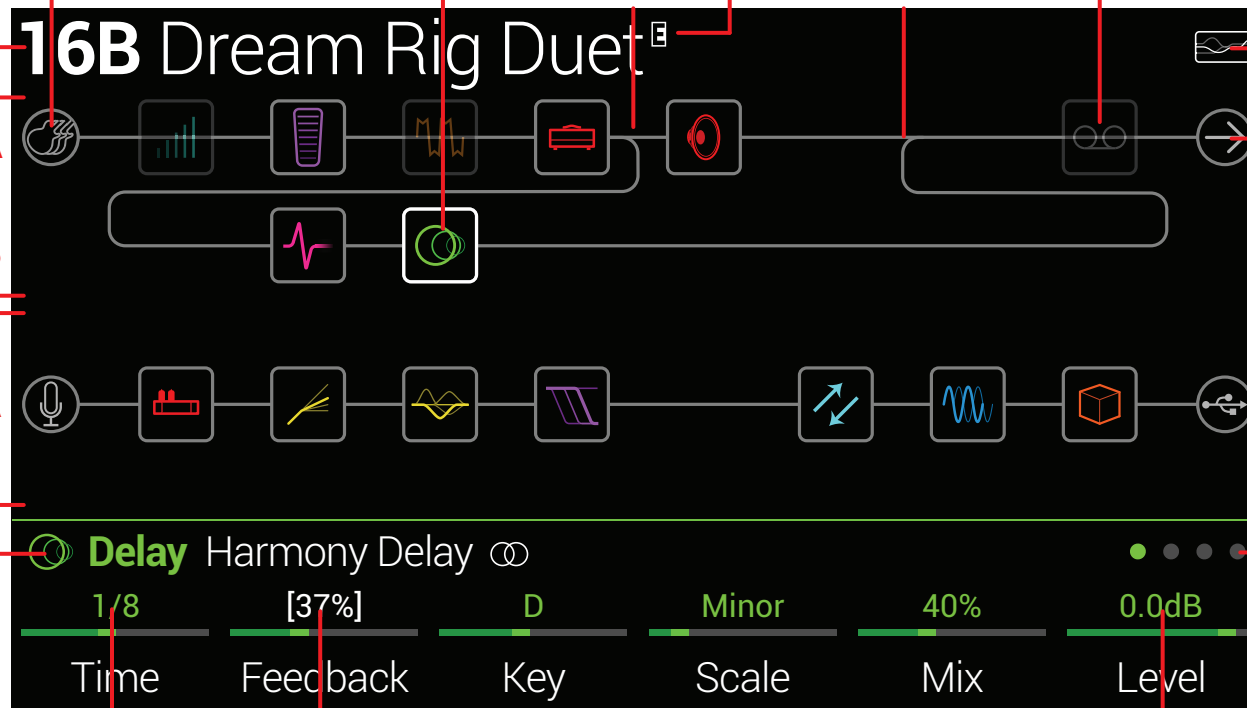 16B Dream Rig Duet E
Delay Harmony Delay
1/8 [37%] D Minor 40% 0.0dB
Time Feedback Key Scale Mix Level